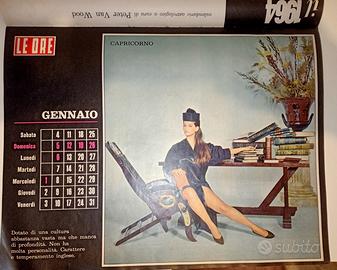 il 1964
calendario astrologico a cura di Peter Van Wood
LE ORE
CAPRICORNO
GENNAIO
Sabato 4 11 18 25
Domenica 5 12 19 26
Lunedì 6 13 20 27
Martedì 7 14 21 28
Mercoledì 1 8 15 22 29
Giovedì 2 9 16 23 30
Venerdì 3 10 17 24 31
Dotato di una cultura
abbastanza vasta ma che manca
di profondità. Non ha
molta personalità. Carattere
e temperamento inglese.
subito